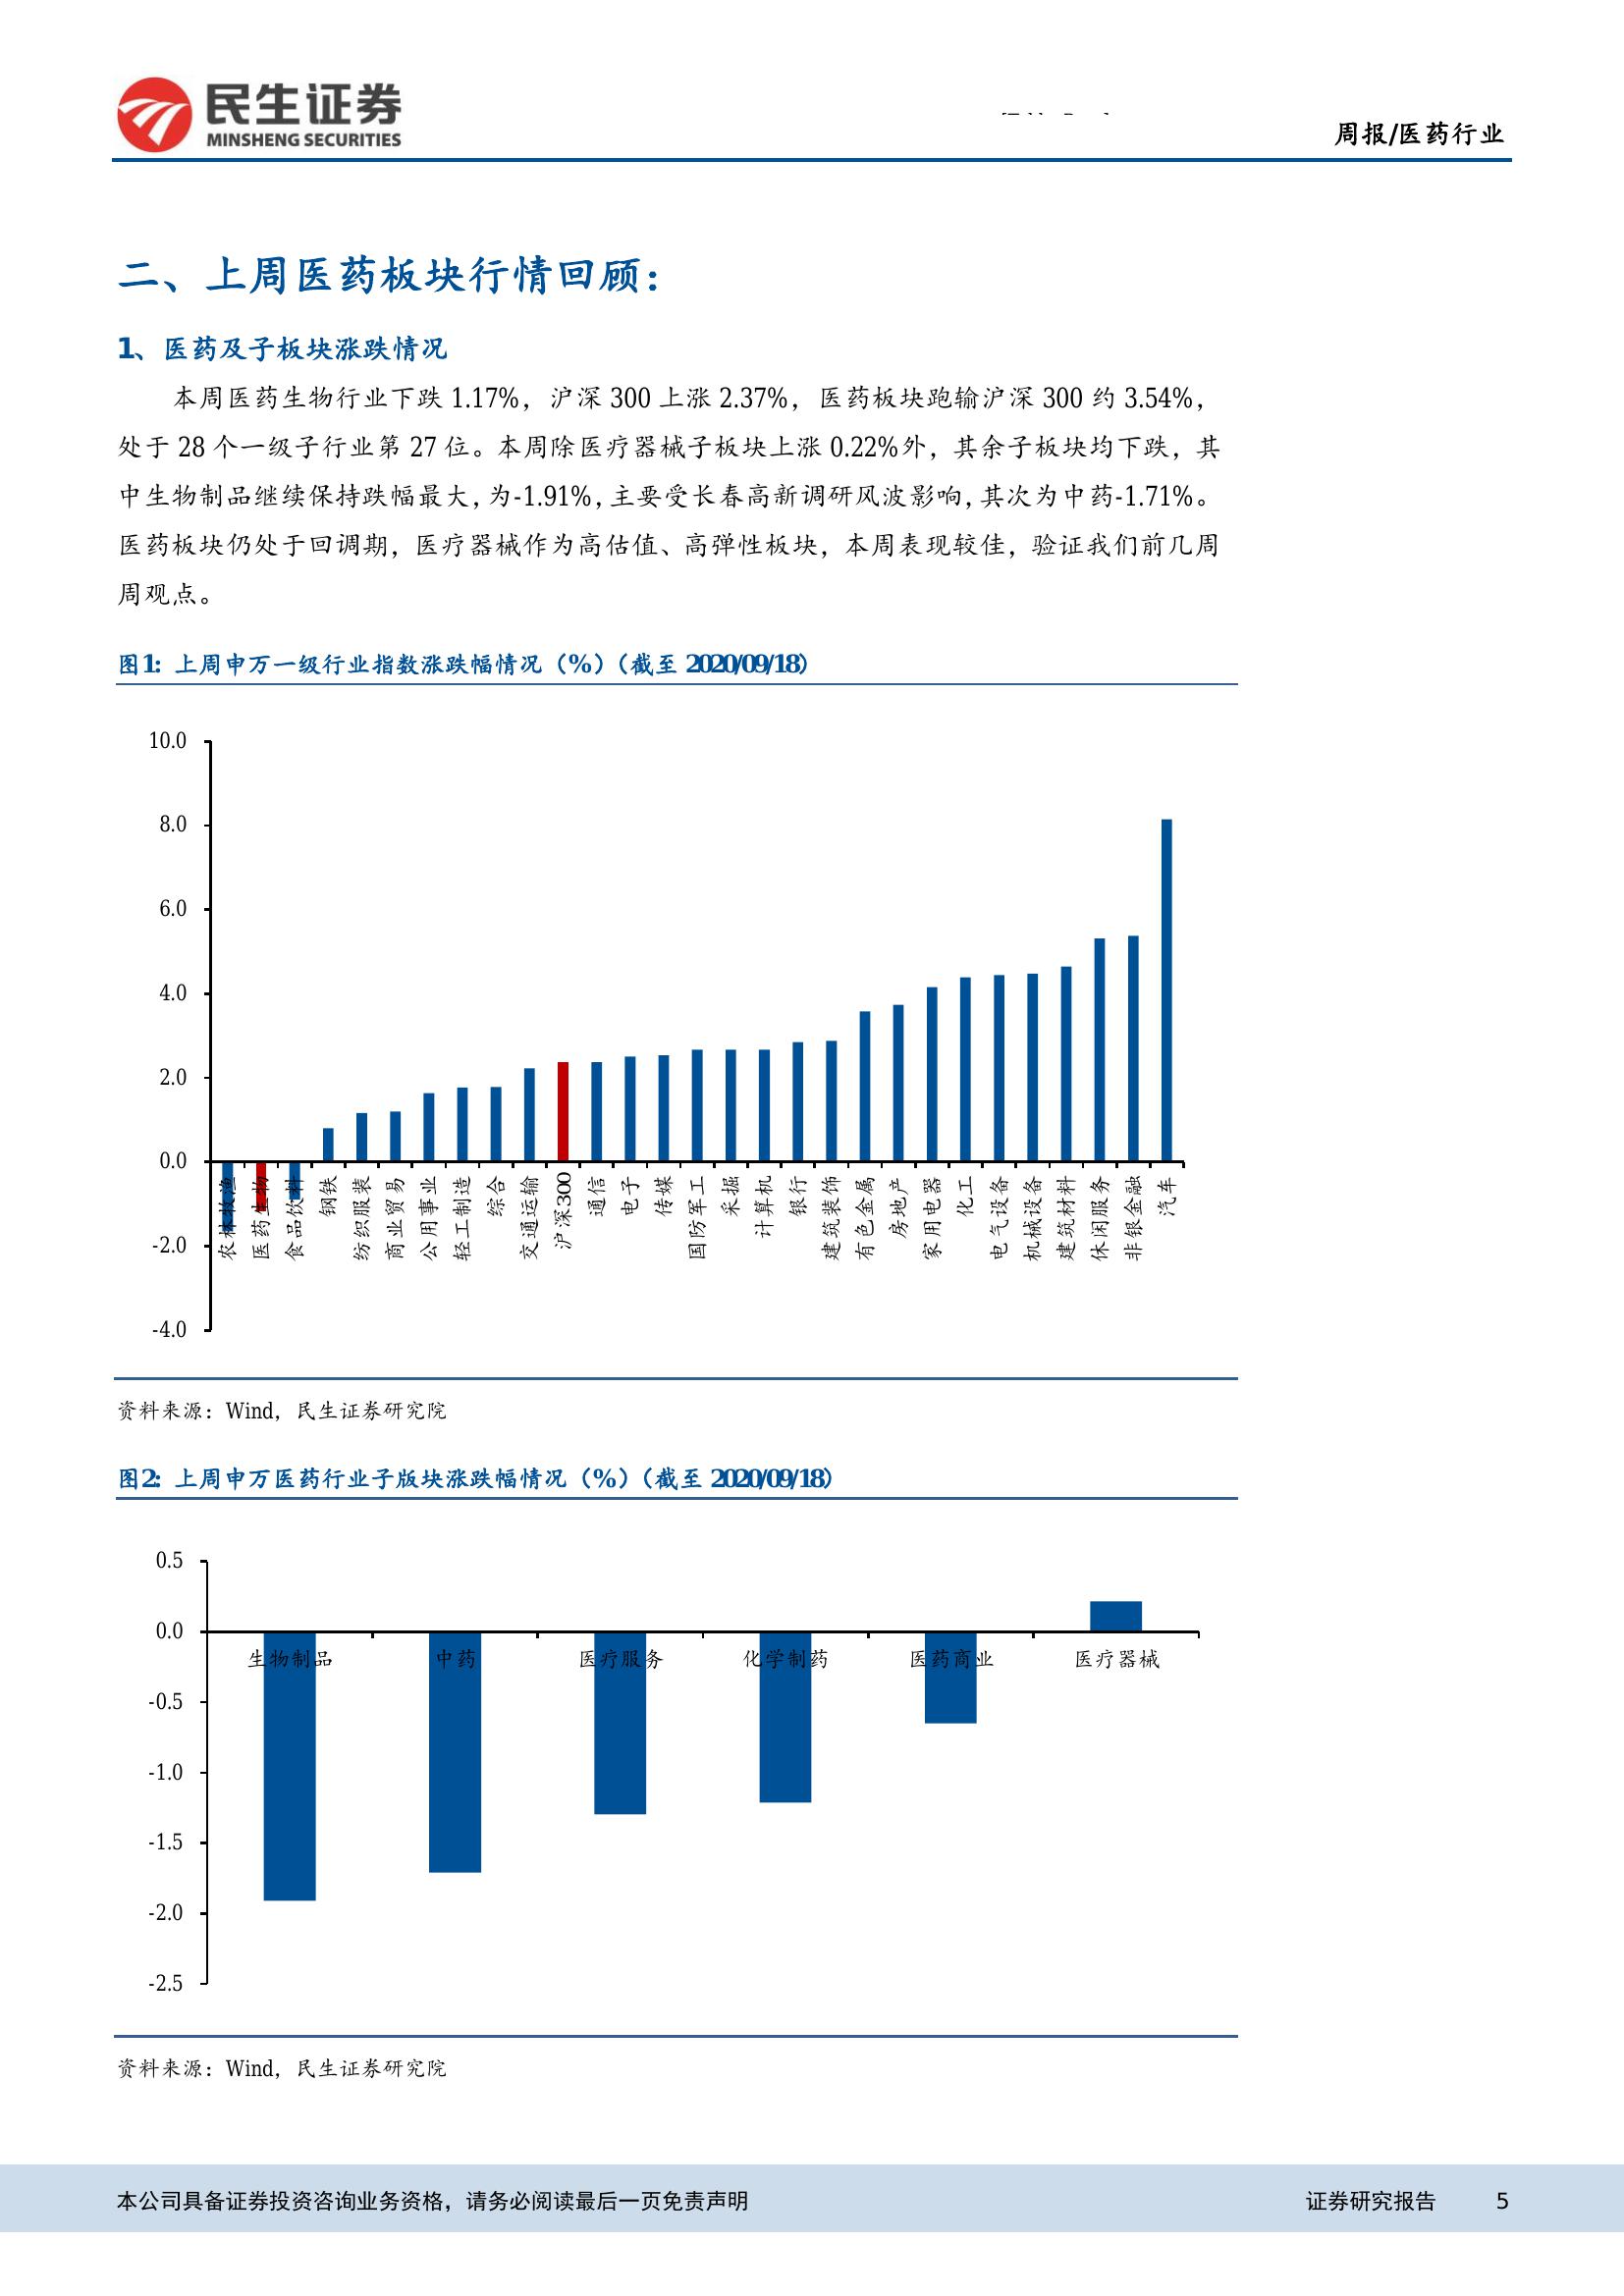 民生证券
MINSHENG SECURITIES
周报/医药行业
二、上周医药板块行情回顾：
1、医药及子板块涨跌情况
本周医药生物行业下跌 1.17%，沪深 300 上涨 2.37%，医药板块跑输沪深 300 约 3.54%，
处于 28 个一级子行业第 27 位。本周除医疗器械子板块上涨 0.22%外，其余子板块均下跌，其
中生物制品继续保持跌幅最大，为-1.91%，主要受长春高新调研风波影响，其次为中药-1.71%。
医药板块仍处于回调期，医疗器械作为高估值、高弹性板块，本周表现较佳，验证我们前几周
周观点。
图1: 上周申万一级行业指数涨跌幅情况（%）（截至 2020/09/18）
10.0
8.0
6.0
4.0
2.0
0.0
-2.0
-4.0
农林牧渔
医药生物
食品饮料
钢铁
纺织服装
商业贸易
公用事业
轻工制造
综合
交通运输
沪深300
通信
电子
传媒
国防军工
采掘
计算机
银行
建筑装饰
有色金属
房地产
家用电器
化工
电气设备
机械设备
建筑材料
休闲服务
非银金融
汽车
资料来源：Wind，民生证券研究院
图2: 上周申万医药行业子版块涨跌幅情况（%）（截至 2020/09/18）
0.5
0.0
-0.5
-1.0
-1.5
-2.0
-2.5
生物制品 中药 医疗服务 化学制药 医药商业 医疗器械
资料来源：Wind，民生证券研究院
本公司具备证券投资咨询业务资格，请务必阅读最后一页免责声明 证券研究报告 5